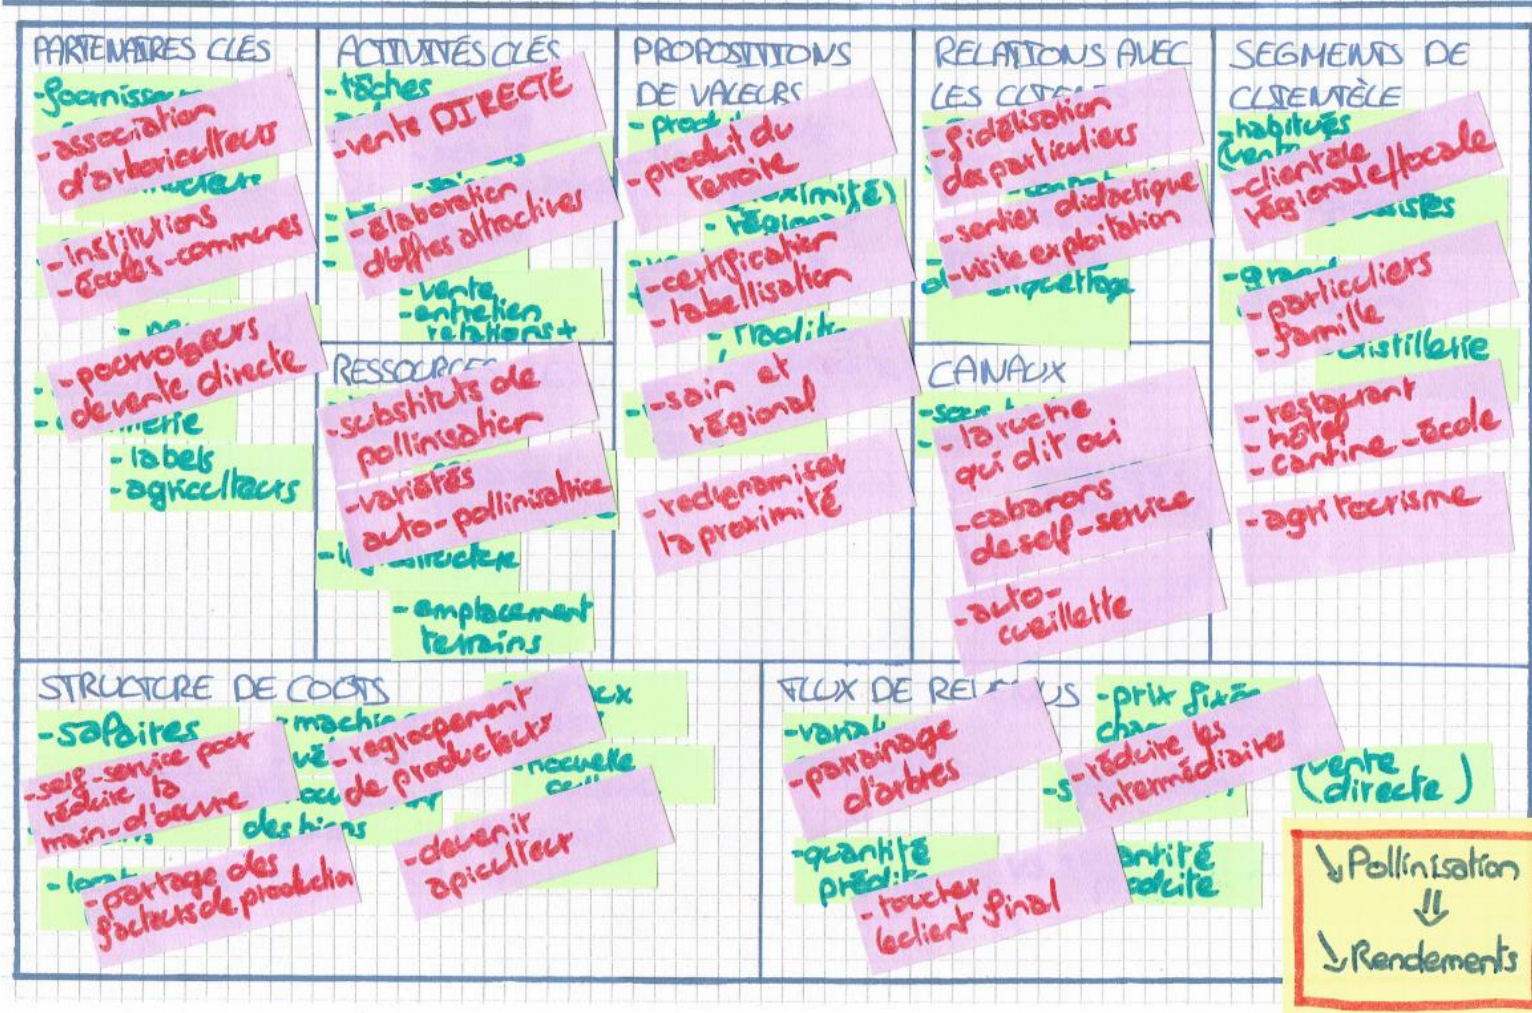 PARTENAIRES CLÉS
-association
d'arboriculteurs
-institutions
-écoles-communes
-pourvoyeurs
de vente directe
-labels
-agriculteurs
ACTIVITÉS CLÉS
-tâches
-vente DIRECTE
-élaboration
d'offres attractives
-vente
-entretien
relations+
RESSOURCES
-substituts de
pollinisation
-variétés
auto-pollinisatrice
-emplacement
terrains
PROPOSITIONS
DE VALEURS
-produit du
terroire
-certification
-labellisation
-sain et
régional
-redynamiser
la proximité
RELATIONS AVEC
LES
-fidélisation
des particuliers
-sentier didactique
-visite exploitation
CANAUX
-la ruche
qui dit oui
-cabanons
de self-service
-auto-
cueillette
SEGMENTS DE
CLIENTÈLE
-habitués
-clientèle
régionale/locale
-particuliers
-famille
distillerie
-restaurant
-hôtel
-cantine-école
-agritourisme
STRUCTURE DE COÛTS
-salaires
-self-service pour
réduire la
main-d'oeuvre
des biens
-partage des
facteurs de production
-regroupement
de producteurs
-nouvelle
-devenir
apiculteur
FLUX DE
-parrainage
d'arbres
-prix fixé
-réduire les
intermédiaires
(vente
directe)
-quantité
-toucher
le client final
↘ Pollinisation
⇓
↘ Rendements